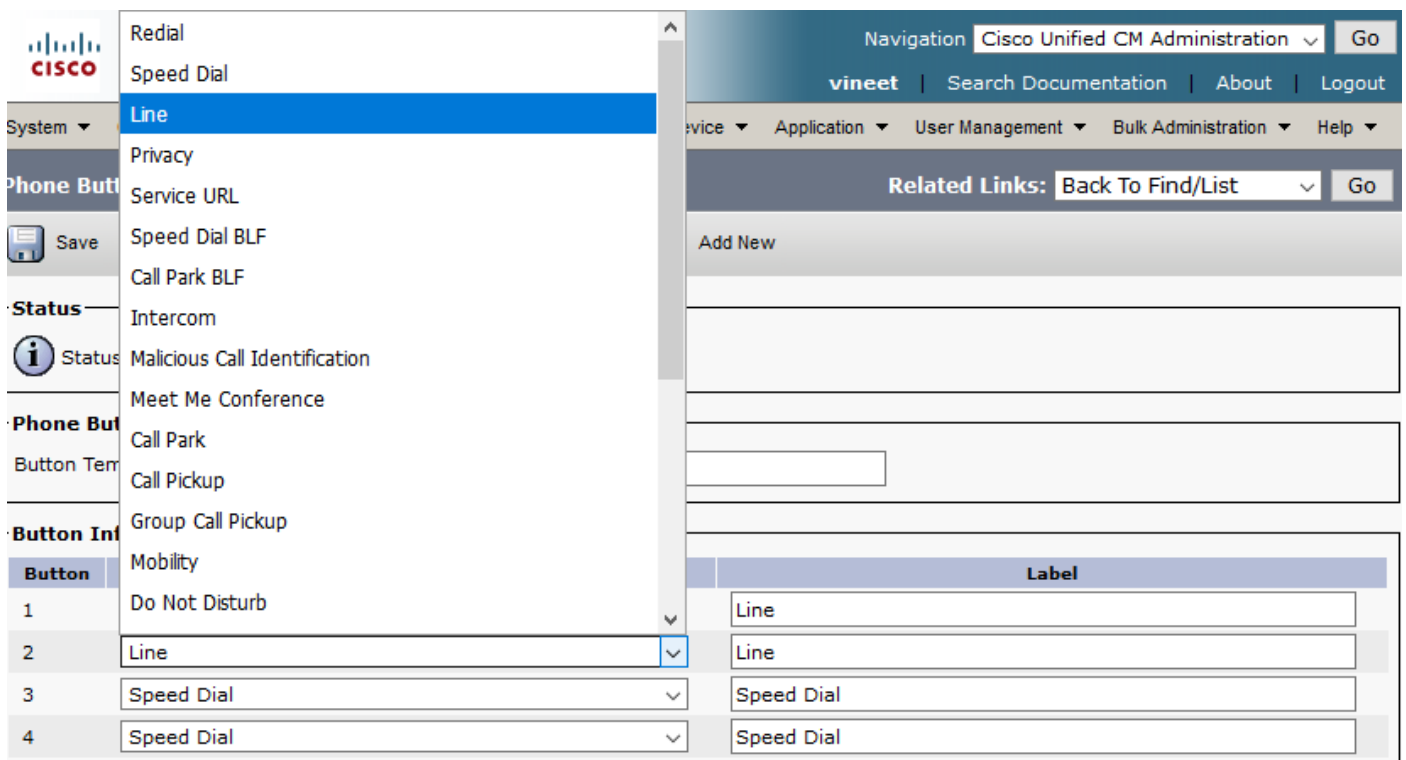 CISCO
Navigation Cisco Unified CM Administration Go
vineet | Search Documentation | About | Logout
System evice Application User Management Bulk Administration Help
Phone Butt
Related Links: Back To Find/List Go
Save
Add New
Redial
Speed Dial
Line
Privacy
Service URL
Speed Dial BLF
Call Park BLF
Intercom
Malicious Call Identification
Meet Me Conference
Call Park
Call Pickup
Group Call Pickup
Mobility
Do Not Disturb
Status
Status
Phone But
Button Tem
Button Inf
Button Label
1 Line
2 Line Line
3 Speed Dial Speed Dial
4 Speed Dial Speed Dial